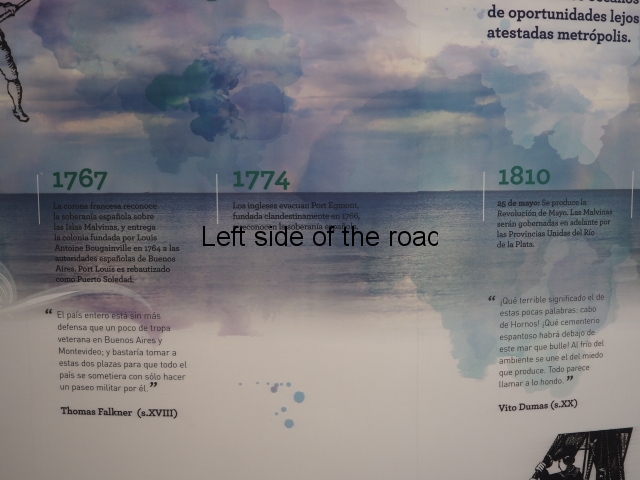 de oportunidades lejos
atestadas metrópolis.
1767
La corona francesa reconoce
la soberanía española sobre
las Islas Malvinas, y entrega
la colonia fundada por Louis
Antoine Bougainville en 1764 a las
autoridades españolas de Buenos
Aires. Port Louis es rebautizado
como Puerto Soledad.
1774
Los ingleses evacuan Port Egmont,
fundada clandestinamente en 1766,
y reconocen la soberanía española.
1810
25 de mayo: Se produce la
Revolución de Mayo. Las Malvinas
serán gobernadas en adelante por
las Provincias Unidas del Río
de la Plata.
Left side of the road
“ El país entero está sin más
defensa que un poco de tropa
veterana en Buenos Aires y
Montevideo; y bastaría tomar a
estas dos plazas para que todo el
país se sometiera con sólo hacer
un paseo militar por él. ”
Thomas Falkner (s.XVIII)
“ ¡Qué terrible significado el de
estas pocas palabras: cabo
de Hornos! ¡Qué cementerio
espantoso habrá debajo de
este mar que bulle! Al frío del
ambiente se une el del miedo
que produce. Todo parece
llamar a lo hondo. ”
Vito Dumas (s.XX)